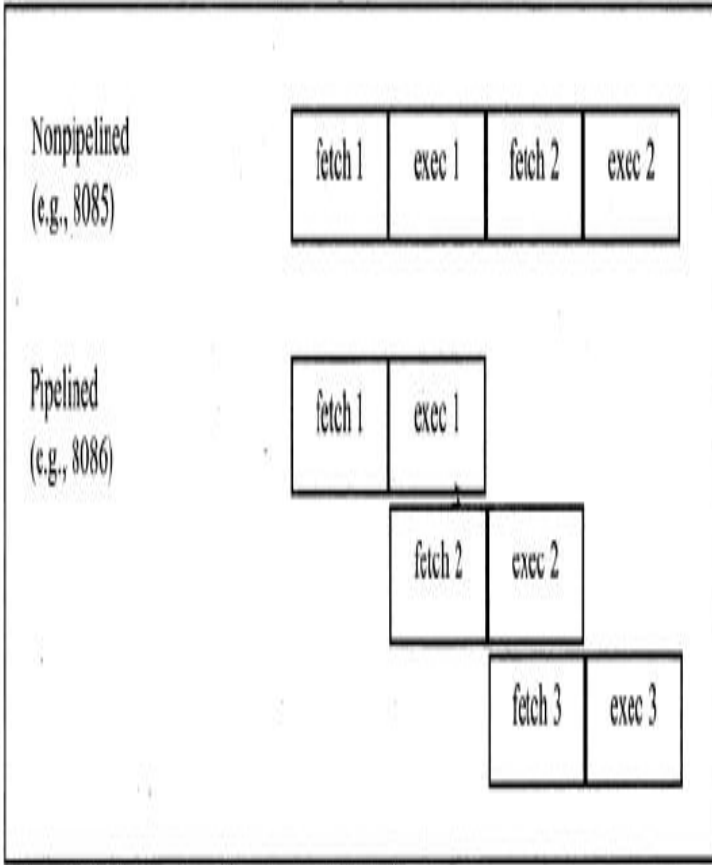 Nonpipelined
(e.g., 8085)
fetch 1
exec 1
fetch 2
exec 2
Pipelined
(e.g., 8086)
fetch 1
exec 1
fetch 2
exec 2
fetch 3
exec 3